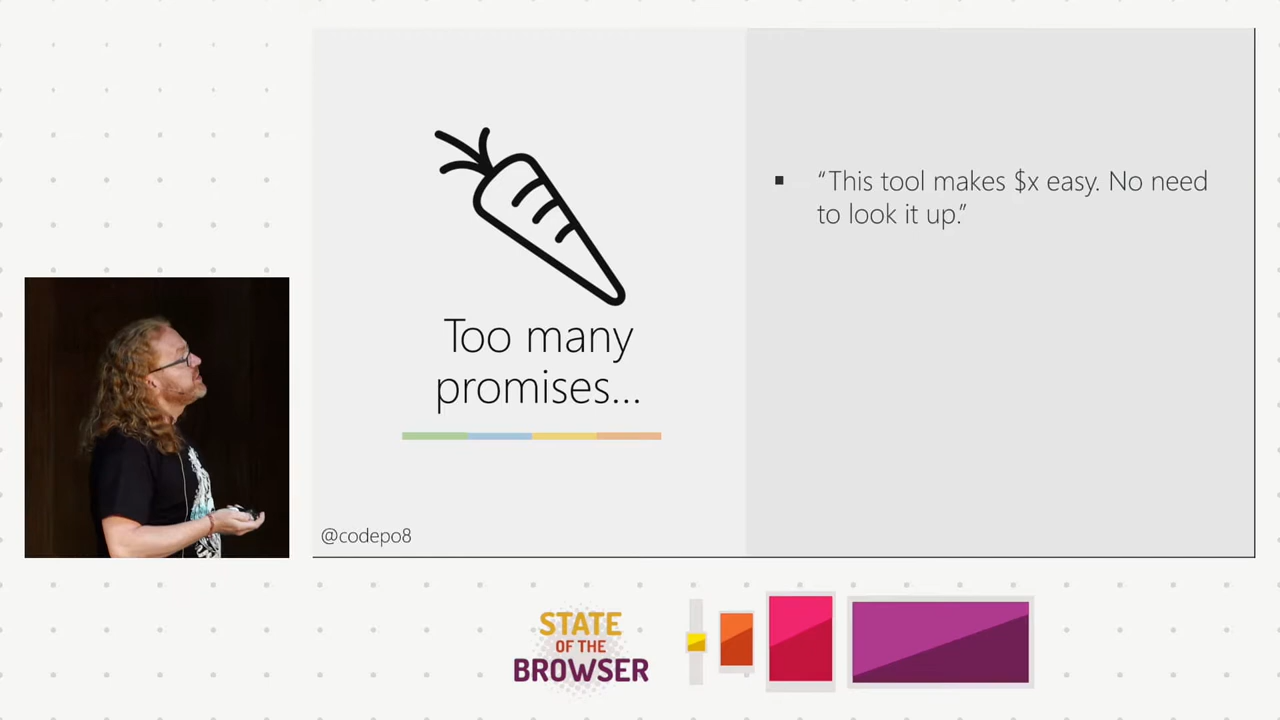 Too many
promises...
@codepo8
▪ “This tool makes $x easy. No need
to look it up.”
STATE
OF THE
BROWSER